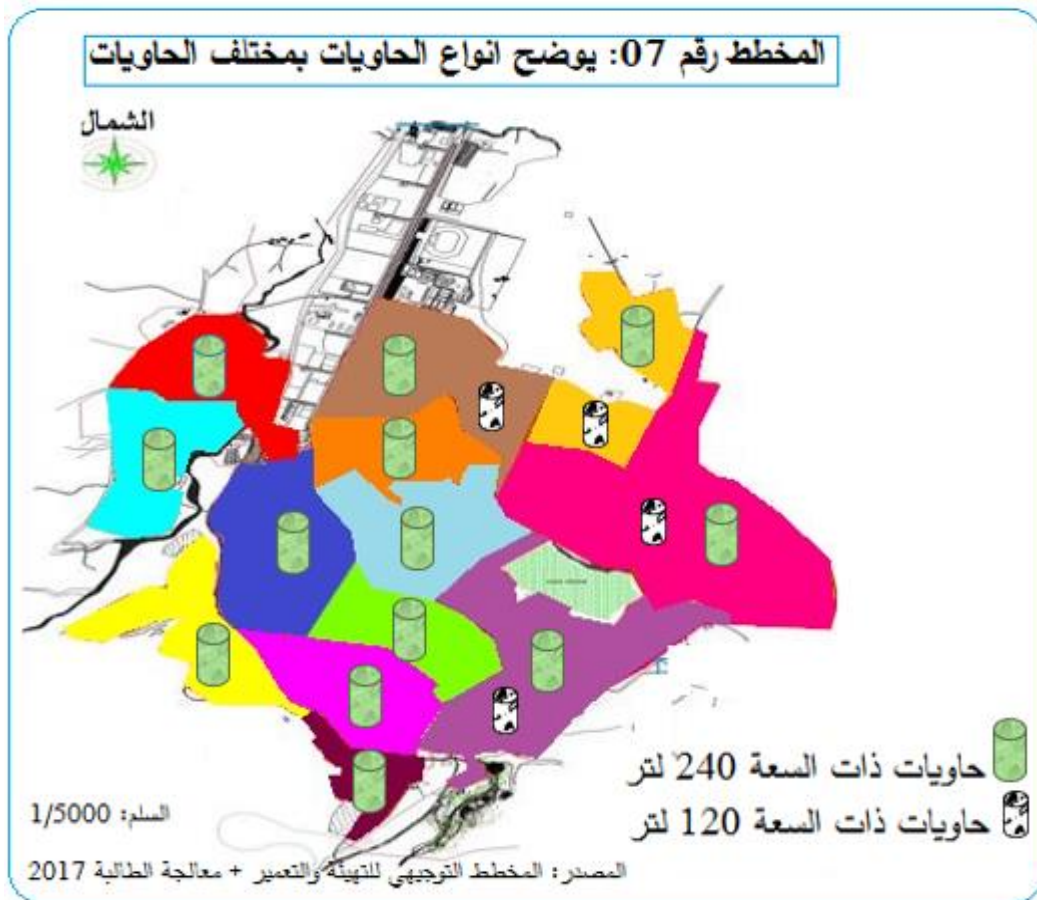 المخطط رقم 07: يوضح انواع الحاويات بمختلف الحاويات
الشمال
حاويات ذات السعة 240 لتر
حاويات ذات السعة 120 لتر
السلم: 1/5000
المصدر: المخطط التوجيهي للتهيئة والتعمير + معالجة الطالبة 2017